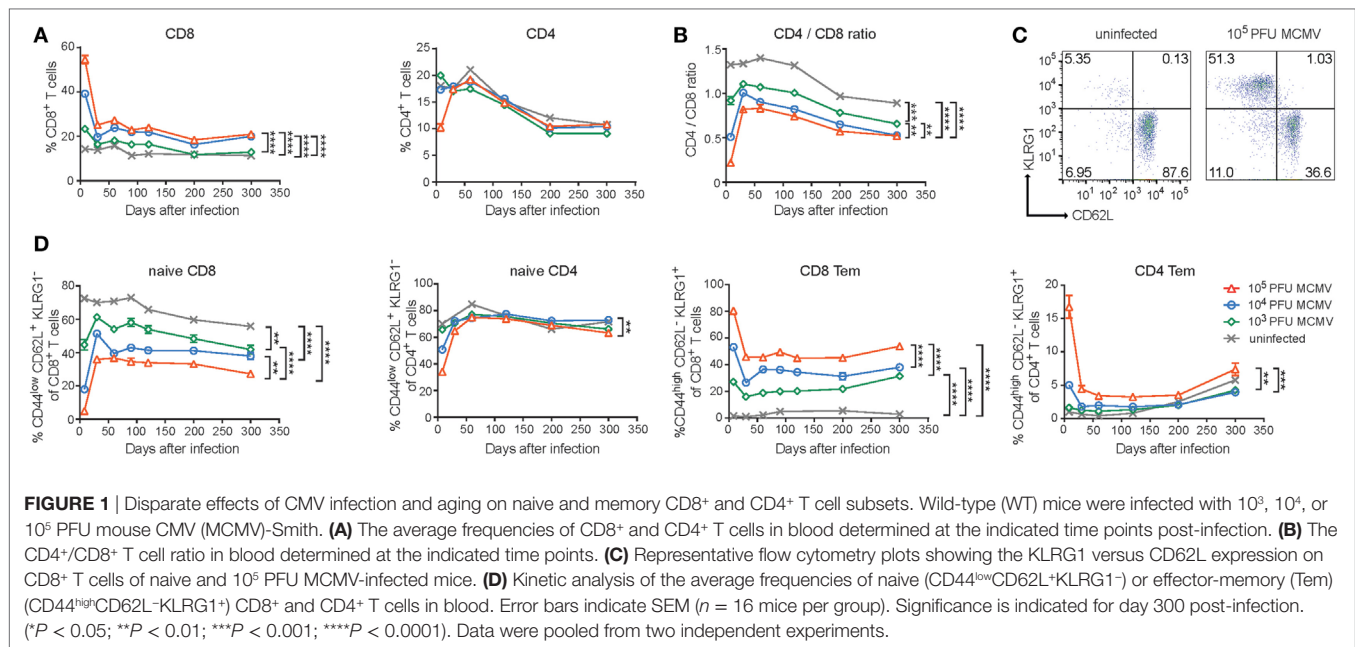 A
CD8
% CD8+ T cells
60
40
20
0
0 50 100 150 200 250 300 350
Days after infection
****
****
****
****
CD4
% CD4+ T cells
25
20
15
10
5
0
0 50 100 150 200 250 300 350
Days after infection
B
CD4 / CD8 ratio
CD4 / CD8 ratio
1.5
1.0
0.5
0.0
0 50 100 150 200 250 300 350
Days after infection
***
**
**
****
****
C
uninfected
10⁵ PFU MCMV
5.35 0.13
6.95 87.6
51.3 1.03
11.0 36.6
10⁵
10⁴
10³
10²
10¹
KLRG1
10¹ 10² 10³ 10⁴ 10⁵
10¹ 10² 10³ 10⁴ 10⁵
CD62L
D
naive CD8
% CD44low CD62L+ KLRG1-
of CD8+ T cells
80
60
40
20
0
0 50 100 150 200 250 300 350
Days after infection
**
**
****
****
****
naive CD4
% CD44low CD62L+ KLRG1-
of CD4+ T cells
100
80
60
40
20
0
0 50 100 150 200 250 300 350
Days after infection
**
CD8 Tem
%CD44high CD62L- KLRG1+
of CD8+ T cells
100
80
60
40
20
0
0 50 100 150 200 250 300 350
Days after infection
****
****
****
****
****
CD4 Tem
% CD44high CD62L- KLRG1+
of CD4+ T cells
20
15
10
5
0
0 50 100 150 200 250 300 350
Days after infection
**
***
10⁵ PFU MCMV
10⁴ PFU MCMV
10³ PFU MCMV
uninfected
FIGURE 1 | Disparate effects of CMV infection and aging on naive and memory CD8+ and CD4+ T cell subsets. Wild-type (WT) mice were infected with 10³, 10⁴, or
10⁵ PFU mouse CMV (MCMV)-Smith. (A) The average frequencies of CD8+ and CD4+ T cells in blood determined at the indicated time points post-infection. (B) The
CD4+/CD8+ T cell ratio in blood determined at the indicated time points. (C) Representative flow cytometry plots showing the KLRG1 versus CD62L expression on
CD8+ T cells of naive and 10⁵ PFU MCMV-infected mice. (D) Kinetic analysis of the average frequencies of naive (CD44lowCD62L+KLRG1−) or effector-memory (Tem)
(CD44highCD62L−KLRG1+) CD8+ and CD4+ T cells in blood. Error bars indicate SEM (n = 16 mice per group). Significance is indicated for day 300 post-infection.
(*P < 0.05; **P < 0.01; ***P < 0.001; ****P < 0.0001). Data were pooled from two independent experiments.